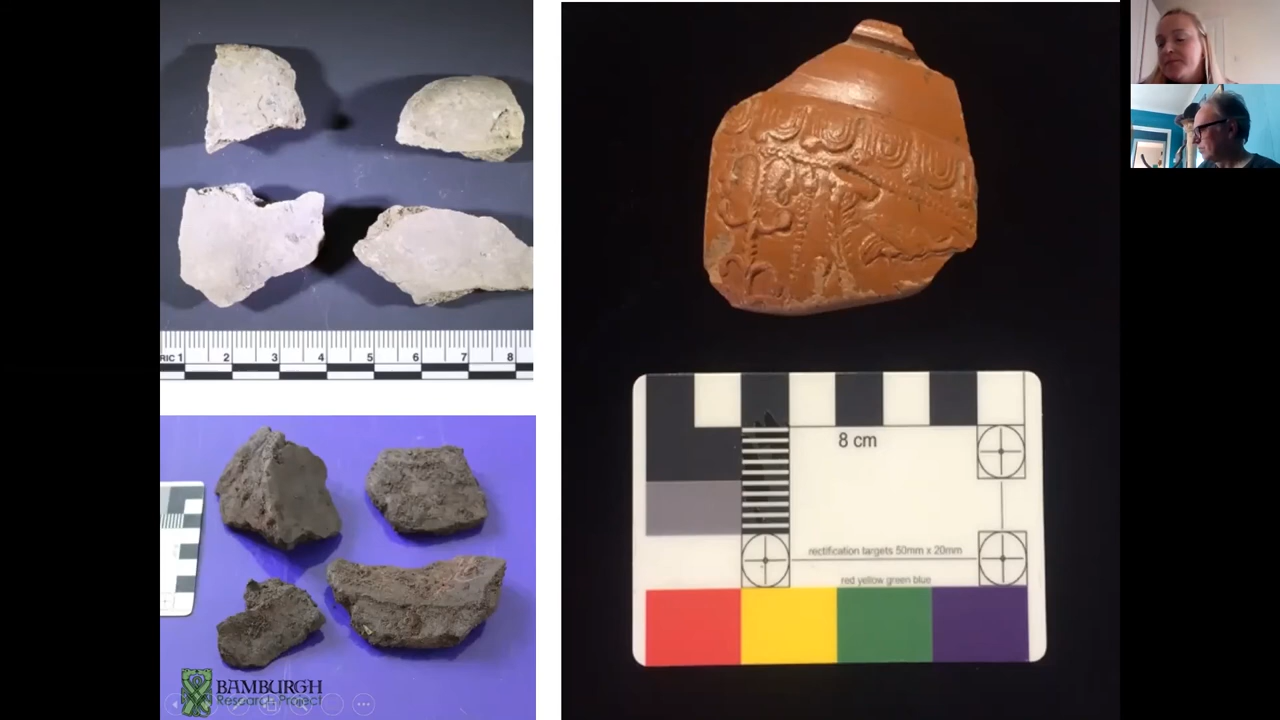 RIC 1 2 3 4 5 6 7 8
8 cm
rectification targets 50mm x 20mm
red yellow green blue
BAMBURGH
Research Project